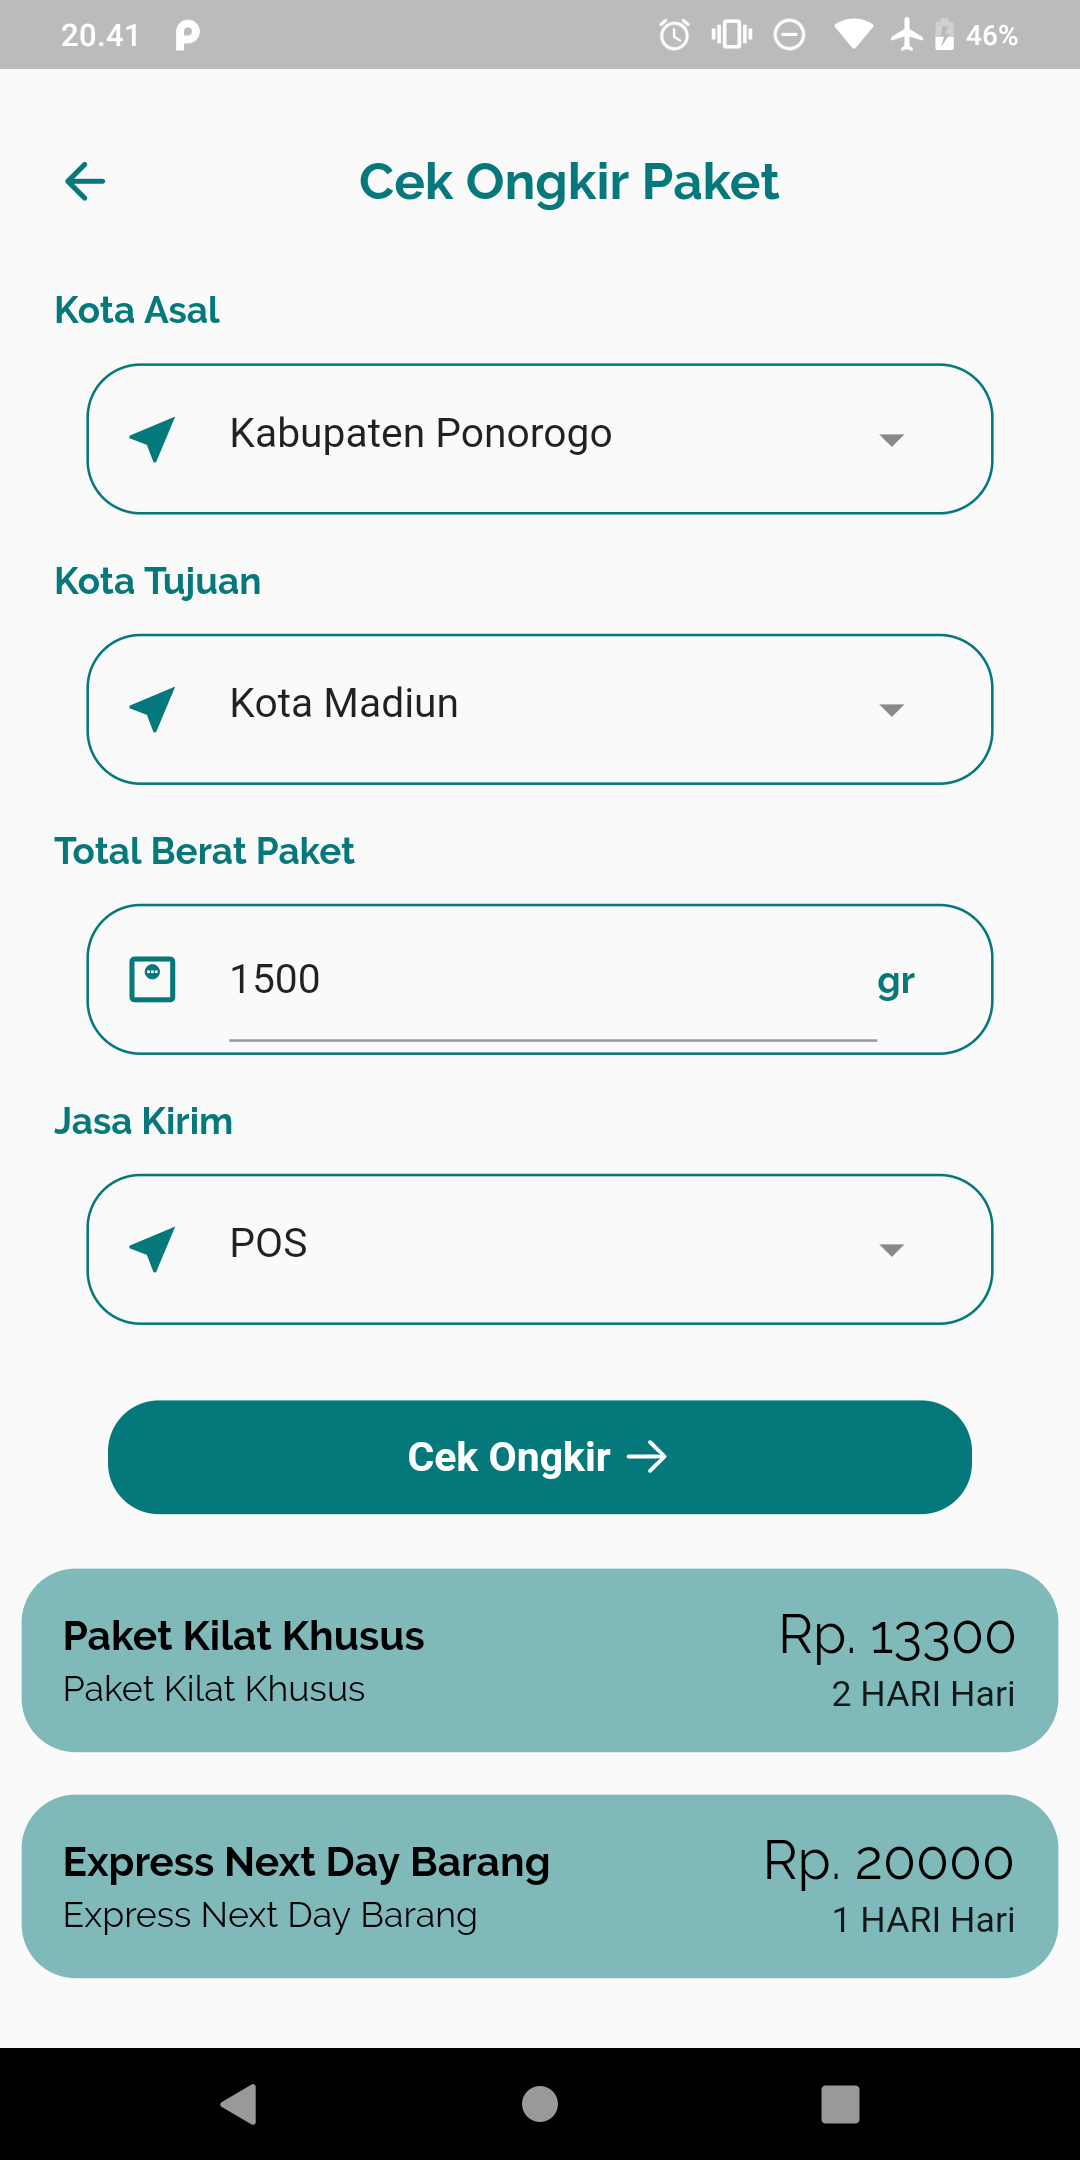 20.41
46%
Cek Ongkir Paket
Kota Asal
Kabupaten Ponorogo
Kota Tujuan
Kota Madiun
Total Berat Paket
1500 gr
Jasa Kirim
POS
Cek Ongkir
Paket Kilat Khusus Rp. 13300
Paket Kilat Khusus 2 HARI Hari
Express Next Day Barang Rp. 20000
Express Next Day Barang 1 HARI Hari